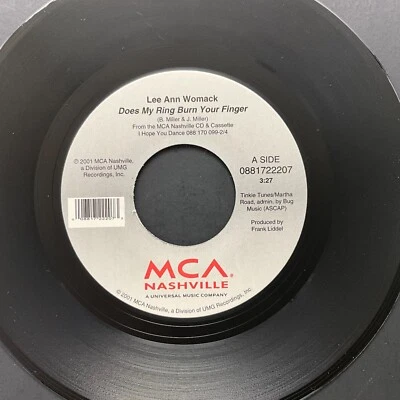 Lee Ann Womack
Does My Ring Burn Your Finger
(B. Miller & J. Miller)
From the MCA Nashville CD & Cassette
I Hope You Dance 088 170 099-2/4
℗ 2001 MCA Nashville,
a Division of UMG
Recordings, Inc.
A SIDE
0881722207
3:27
Tinkie Tunes/Martha
Road, admin. by Bug
Music (ASCAP)
Produced by
Frank Liddel
MCA
NASHVILLE
A UNIVERSAL MUSIC COMPANY
© 2001 MCA Nashville, a Division of UMG Recordings, Inc.